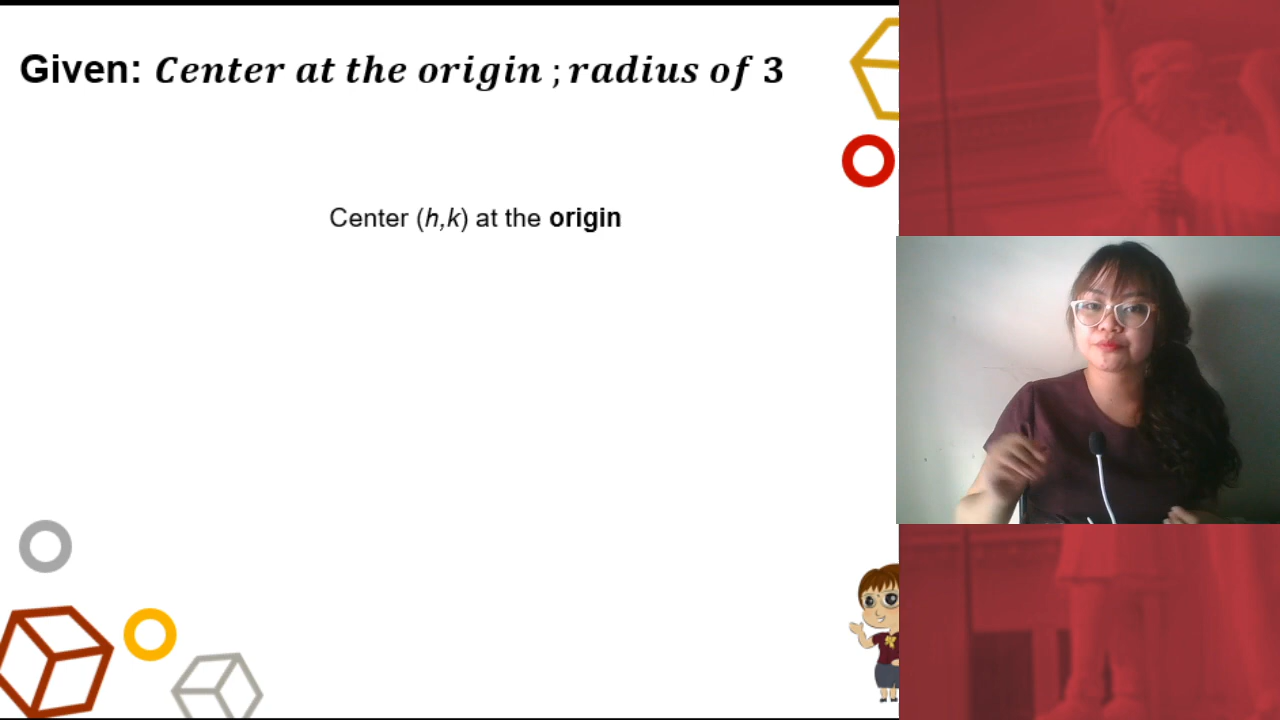 Given: Center at the origin ; radius of 3
Center (h,k) at the origin